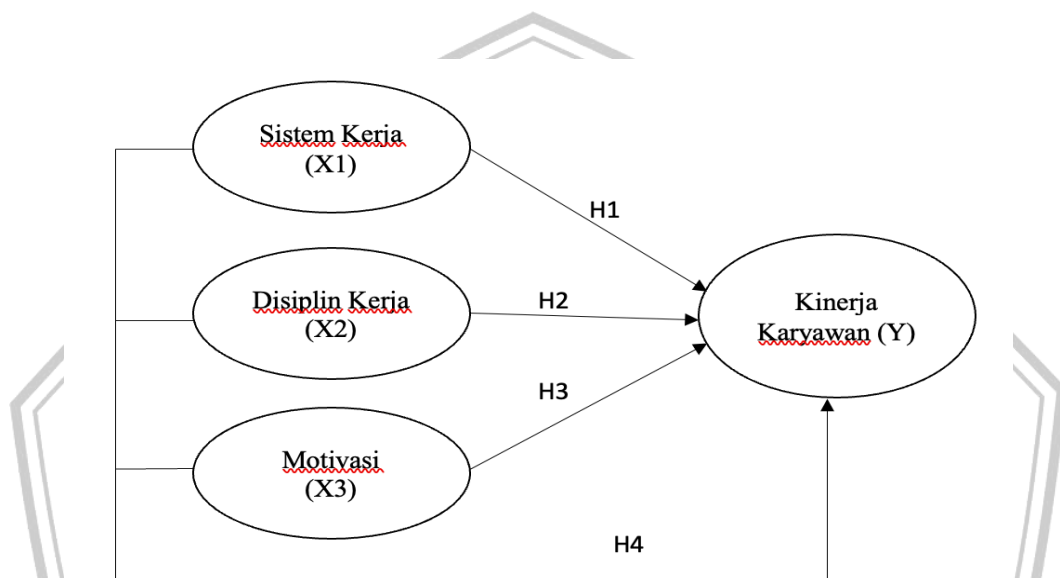 Sistem Kerja
(X1)
H1
Disiplin Kerja
(X2)
H2
Kinerja
Karyawan (Y)
H3
Motivasi
(X3)
H4